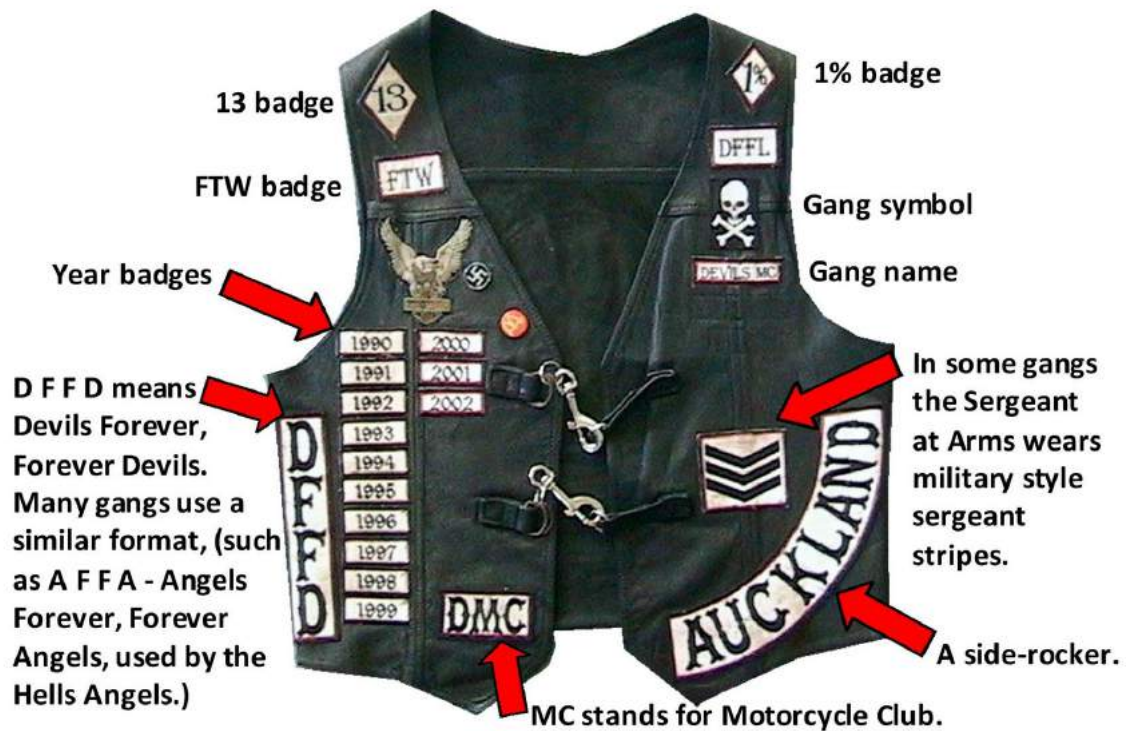 13 badge
13
1% badge
1%
FTW badge
FTW
DFFL
Gang symbol
Gang name
DEVILS MC
Year badges
1990
1991
1992
1993
1994
1995
1996
1997
1998
1999
2000
2001
2002
D F F D means
Devils Forever,
Forever Devils.
Many gangs use a
similar format, (such
as A F F A - Angels
Forever, Forever
Angels, used by the
Hells Angels.)
DFFD
DMC
MC stands for Motorcycle Club.
In some gangs
the Sergeant
at Arms wears
military style
sergeant
stripes.
AUCKLAND
A side-rocker.